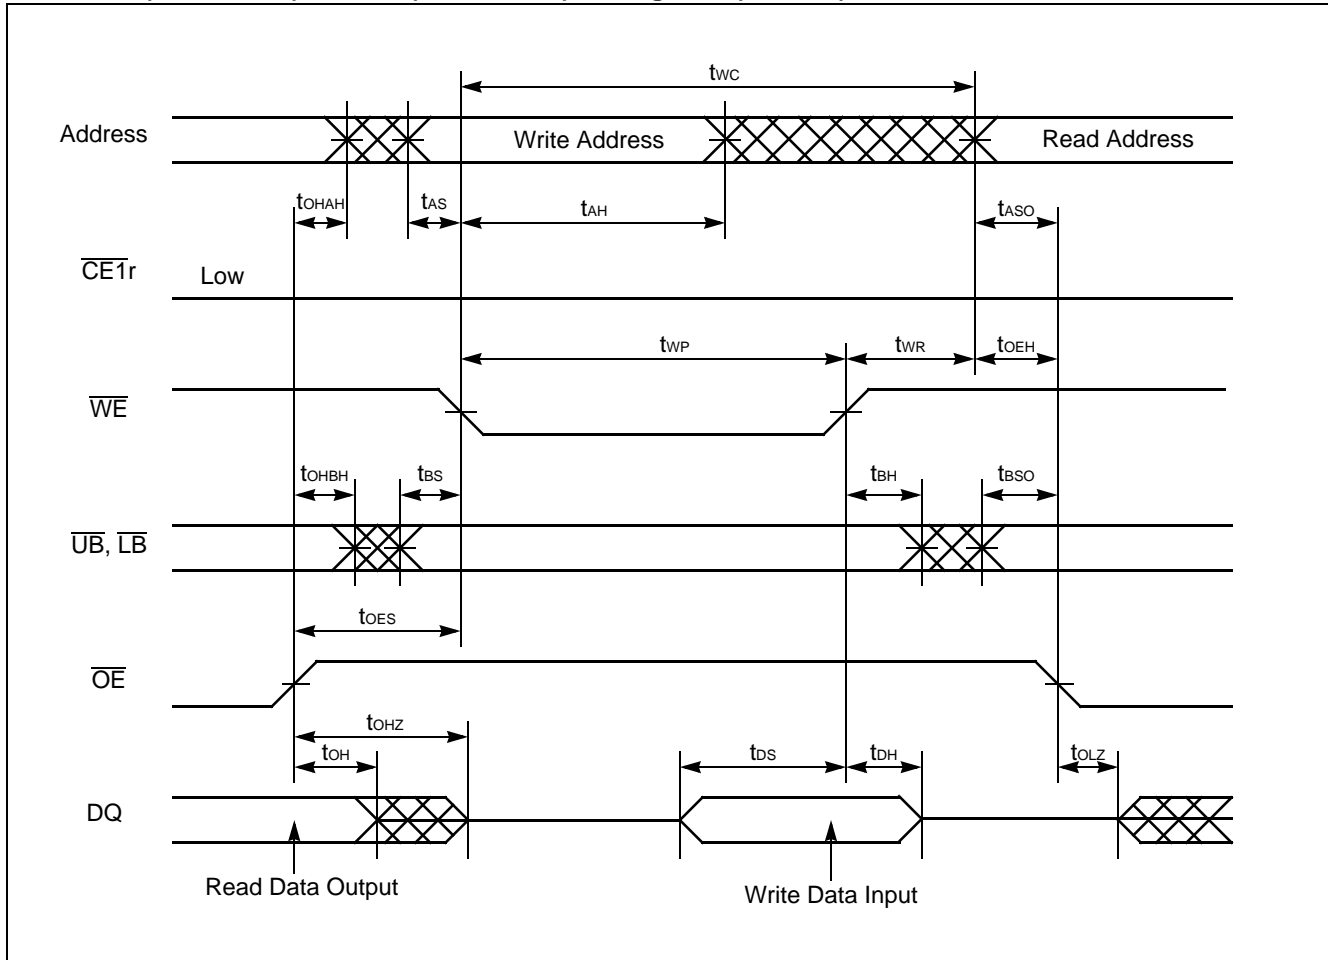 tWC
Address
Write Address
Read Address
tOHAH
tAS
tAH
tASO
CE1r
Low
tWP
tWR
tOEH
WE
tOHBH
tBS
tBH
tBSO
UB, LB
tOES
OE
tOHZ
tOH
tDS
tDH
tOLZ
DQ
Read Data Output
Write Data Input